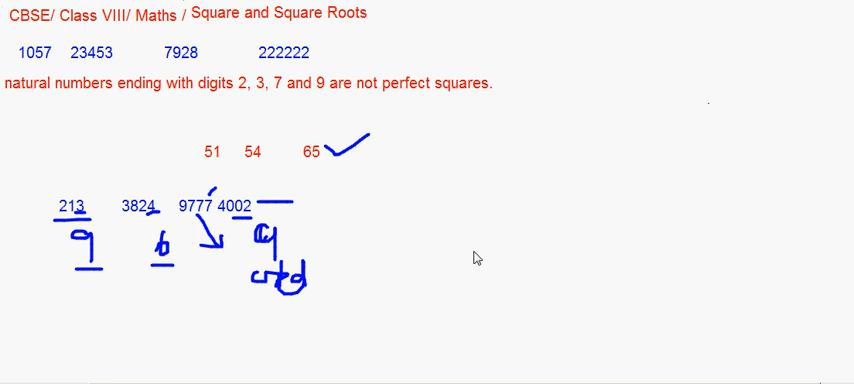 CBSE/ Class VIII/ Maths / Square and Square Roots
1057 23453 7928 222222
natural numbers ending with digits 2, 3, 7 and 9 are not perfect squares.
51 54 65
213 3824 9777 4002
9 6